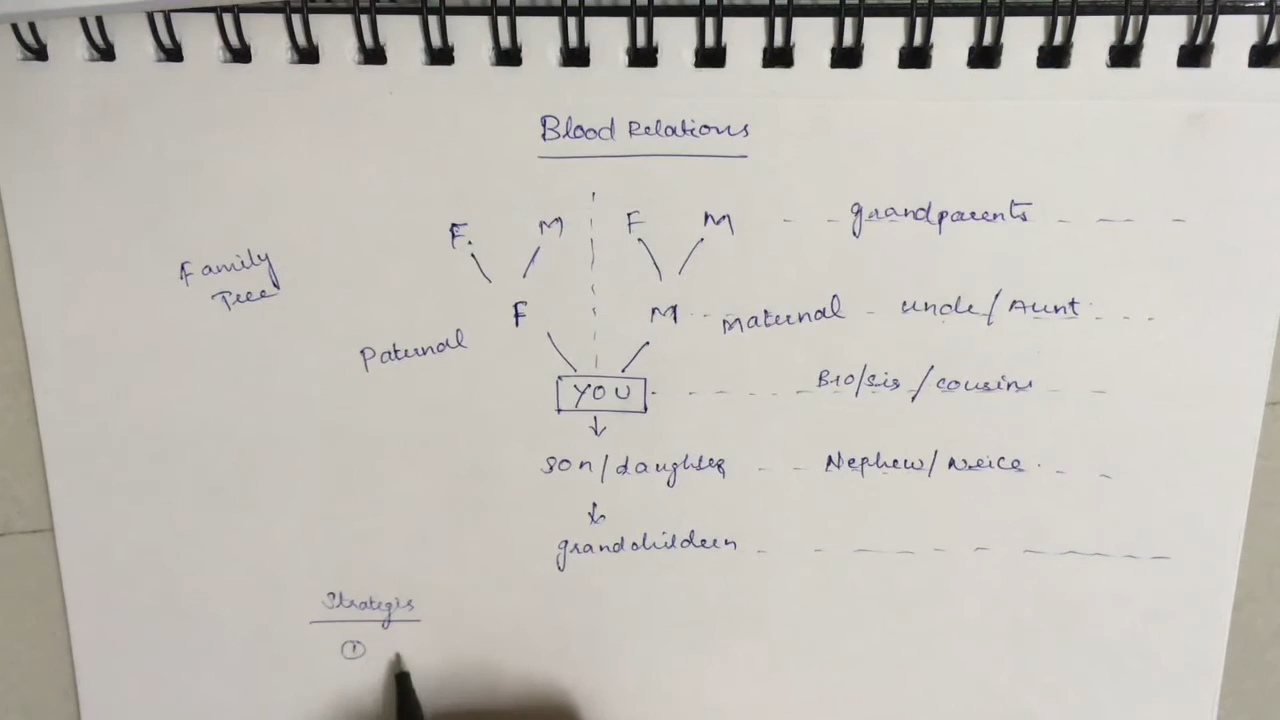 Blood Relations
F M F M grandparents
Family
Tree
F M Maternal uncle/Aunt
Paternal
YOU Bro/sis/cousins
son/daughter Nephew/Neice
grandchildren
Strategis
①